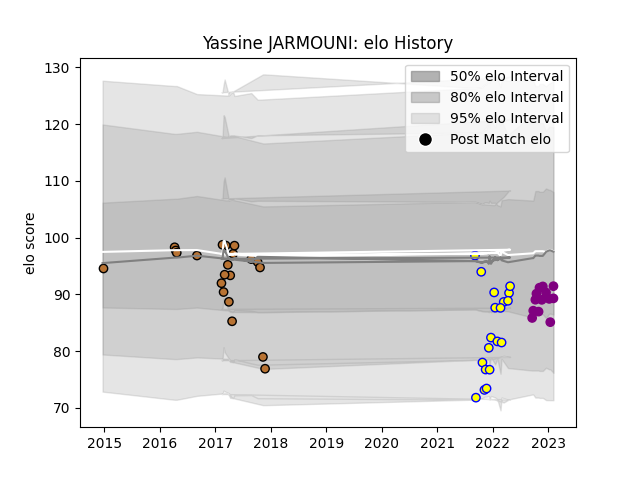 Yassine JARMOUNI: elo History
130
120
110
100
90
80
70
elo score
50% elo Interval
80% elo Interval
95% elo Interval
Post Match elo
2015 2016 2017 2018 2019 2020 2021 2022 2023